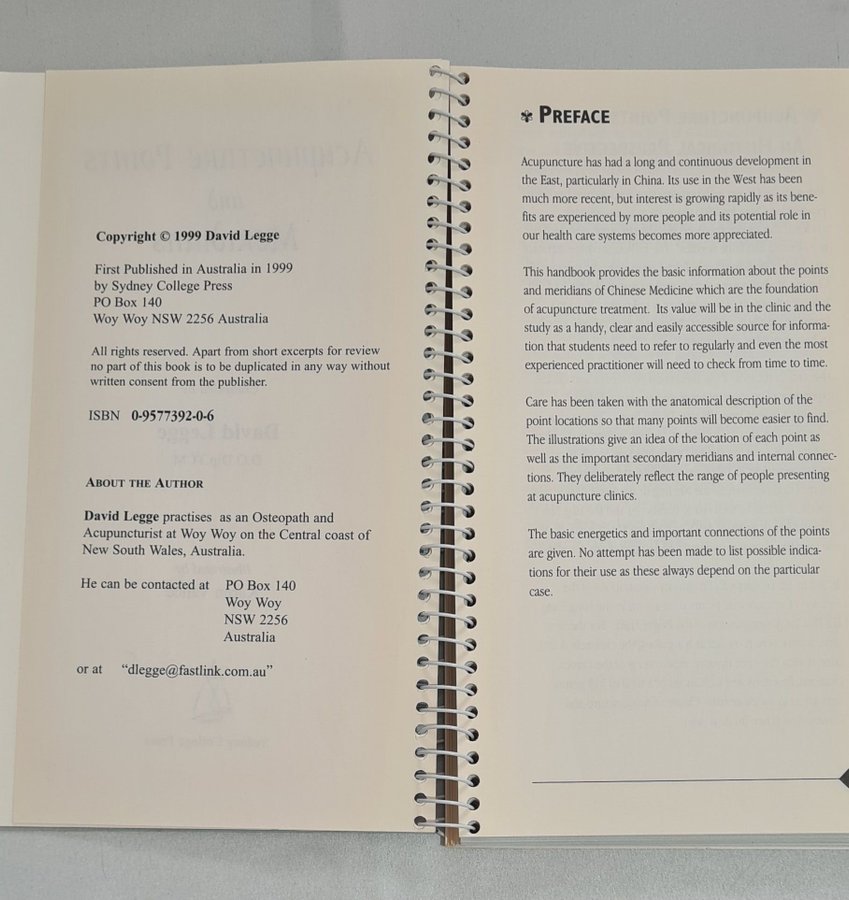 Copyright © 1999 David Legge
First Published in Australia in 1999
by Sydney College Press
PO Box 140
Woy Woy NSW 2256 Australia
All rights reserved. Apart from short excerpts for review
no part of this book is to be duplicated in any way without
written consent from the publisher.
ISBN 0-9577392-0-6
ABOUT THE AUTHOR
David Legge practises as an Osteopath and
Acupuncturist at Woy Woy on the Central coast of
New South Wales, Australia.
He can be contacted at PO Box 140
Woy Woy
NSW 2256
Australia
or at "dlegge@fastlink.com.au"
PREFACE
Acupuncture has had a long and continuous development in
the East, particularly in China. Its use in the West has been
much more recent, but interest is growing rapidly as its bene-
fits are experienced by more people and its potential role in
our health care systems becomes more appreciated.
This handbook provides the basic information about the points
and meridians of Chinese Medicine which are the foundation
of acupuncture treatment. Its value will be in the clinic and the
study as a handy, clear and easily accessible source for informa-
tion that students need to refer to regularly and even the most
experienced practitioner will need to check from time to time.
Care has been taken with the anatomical description of the
point locations so that many points will become easier to find.
The illustrations give an idea of the location of each point as
well as the important secondary meridians and internal connec-
tions. They deliberately reflect the range of people presenting
at acupuncture clinics.
The basic energetics and important connections of the points
are given. No attempt has been made to list possible indica-
tions for their use as these always depend on the particular
case.